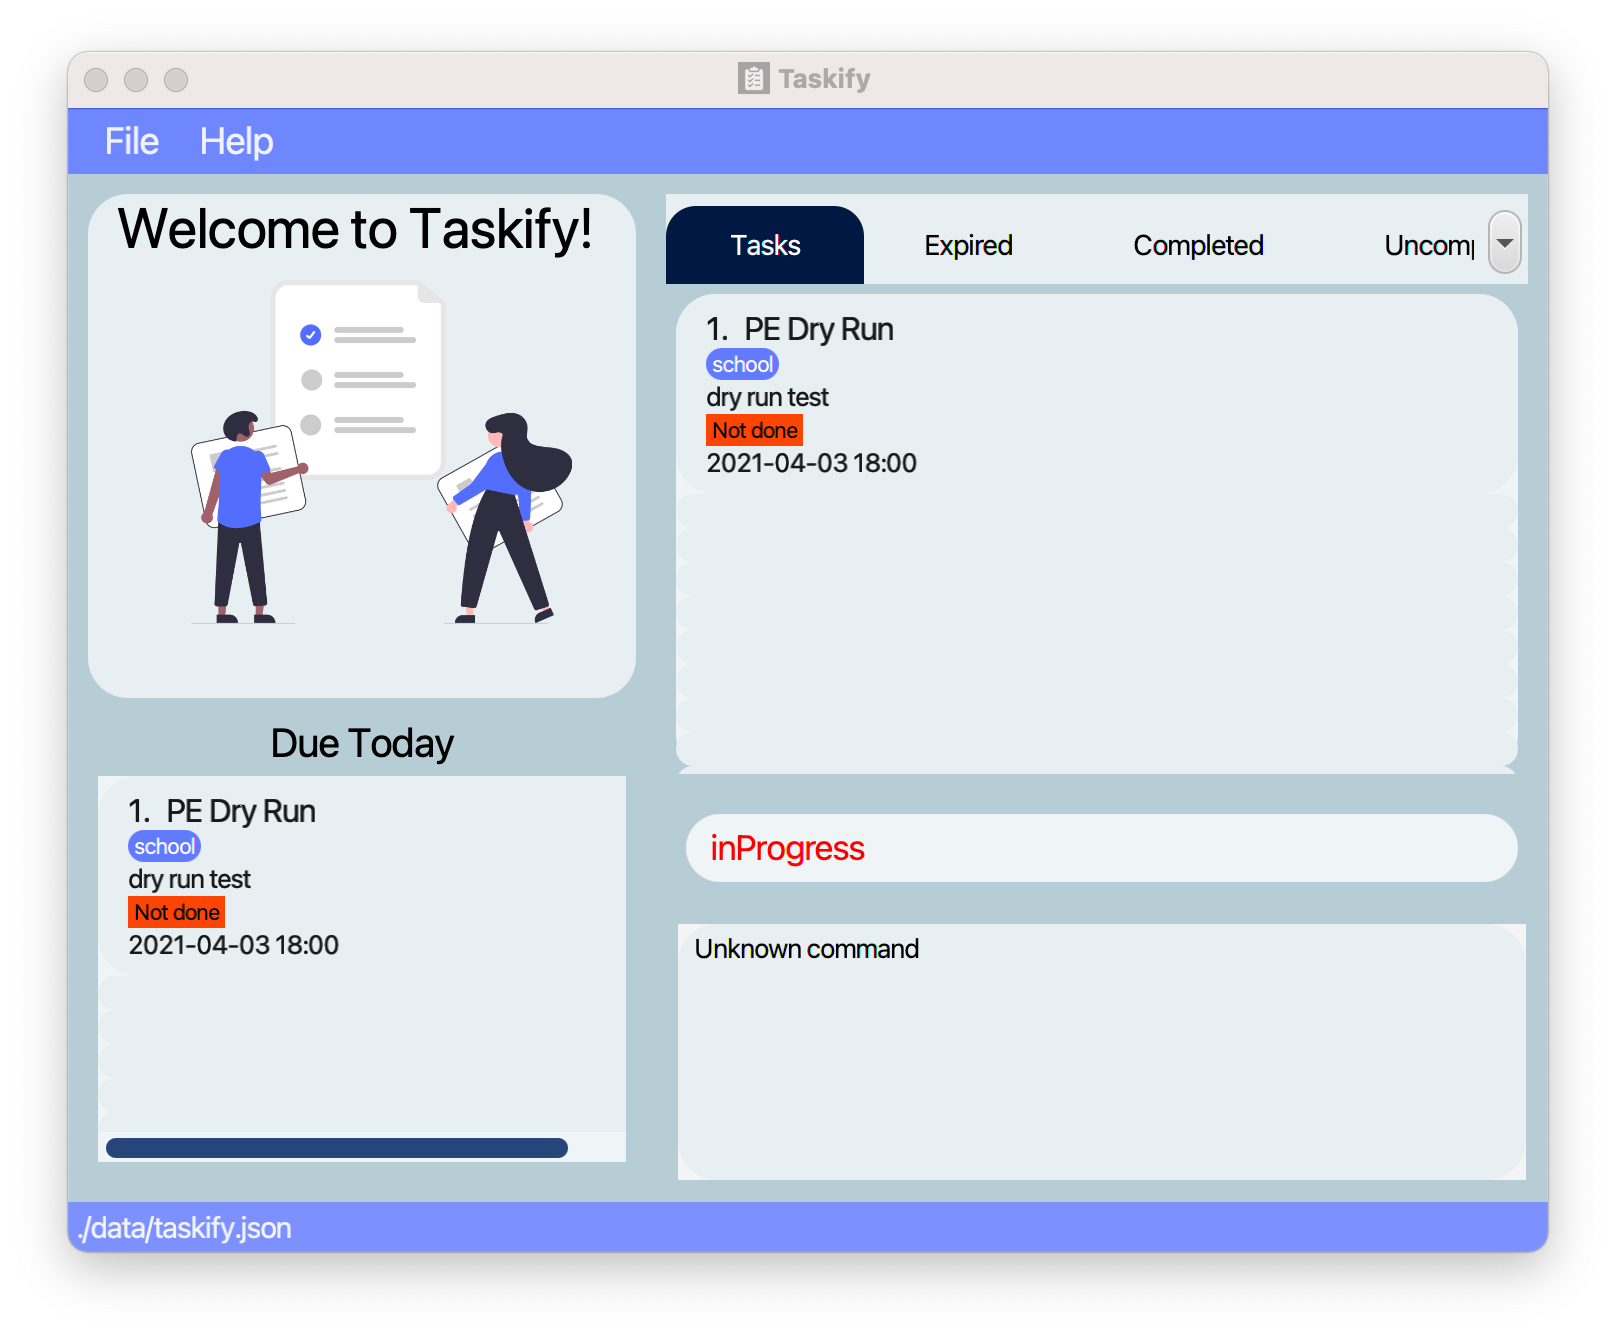 Taskify
File Help
Welcome to Taskify!
Due Today
1. PE Dry Run
school
dry run test
Not done
2021-04-03 18:00
Tasks Expired Completed Uncom
1. PE Dry Run
school
dry run test
Not done
2021-04-03 18:00
inProgress
Unknown command
./data/taskify.json